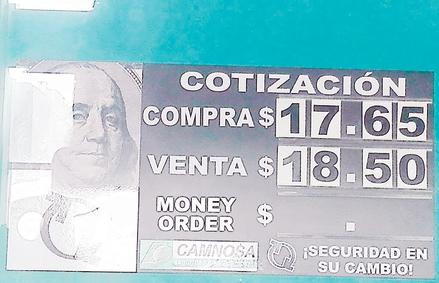 COTIZACIÓN
COMPRA $ 17.65
VENTA $ 18.50
MONEY
ORDER $ .
CAMNOSA
¡SEGURIDAD EN
SU CAMBIO!